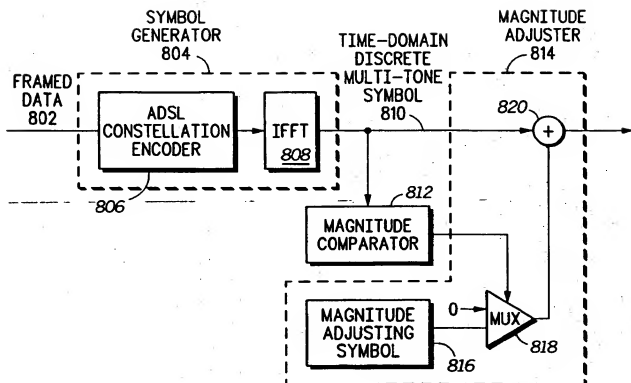 SYMBOL
GENERATOR
804
TIME-DOMAIN
DISCRETE
MULTI-TONE
SYMBOL
810
MAGNITUDE
ADJUSTER
814
FRAMED
DATA
802
ADSL
CONSTELLATION
ENCODER
806
IFFT
808
820
+
812
MAGNITUDE
COMPARATOR
MAGNITUDE
ADJUSTING
SYMBOL
816
0
MUX
818